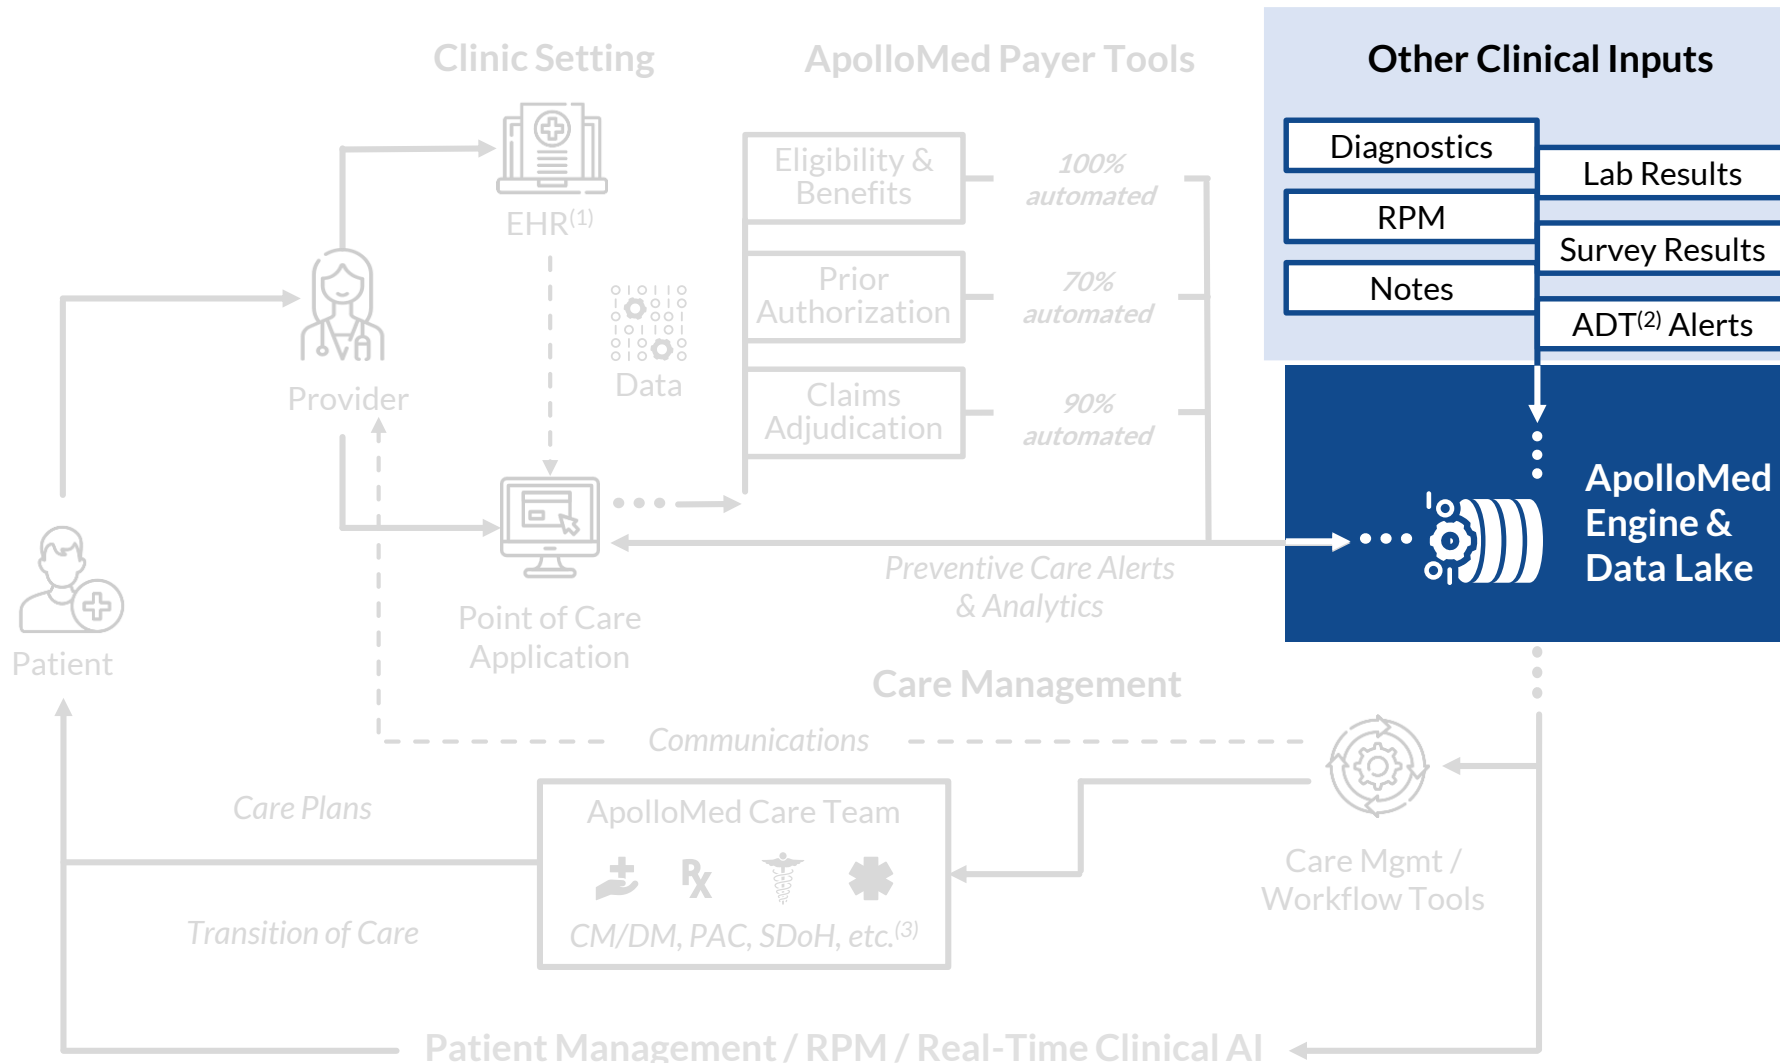 Clinic Setting
EHR(1)
Provider
Data
Patient
Point of Care
Application
ApolloMed Payer Tools
Eligibility &
Benefits
100%
automated
Prior
Authorization
70%
automated
Claims
Adjudication
90%
automated
Preventive Care Alerts
& Analytics
Other Clinical Inputs
Diagnostics
Lab Results
RPM
Survey Results
Notes
ADT(2) Alerts
ApolloMed
Engine &
Data Lake
Care Management
Communications
Care Mgmt /
Workflow Tools
ApolloMed Care Team
Rx
CM/DM, PAC, SDoH, etc.(3)
Care Plans
Transition of Care
Patient Management / RPM / Real-Time Clinical AI